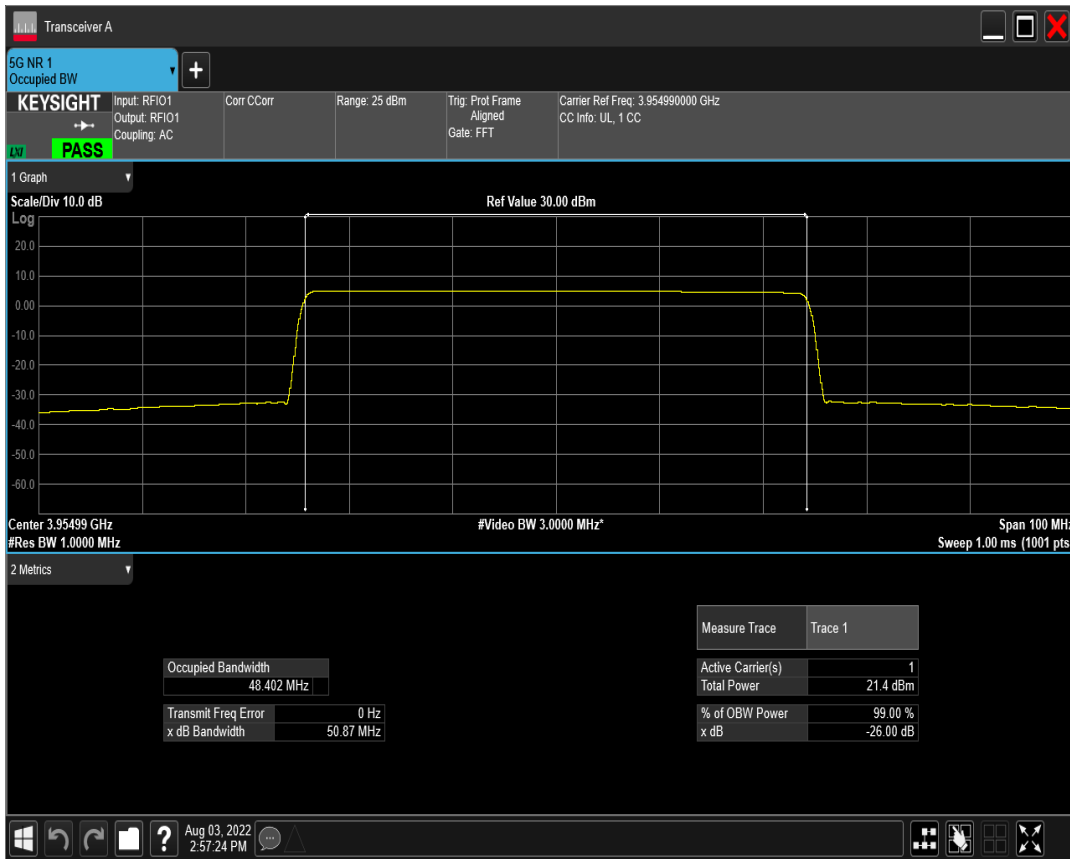 Transceiver A
5G NR 1
Occupied BW
+
KEYSIGHT
LXI
PASS
Input: RFIO1
Output: RFIO1
Coupling: AC
Corr CCorr
Range: 25 dBm
Trig: Prot Frame
Aligned
Gate: FFT
Carrier Ref Freq: 3.954990000 GHz
CC Info: UL, 1 CC
1 Graph
Scale/Div 10.0 dB
Ref Value 30.00 dBm
Log
20.0
10.0
0.00
-10.0
-20.0
-30.0
-40.0
-50.0
-60.0
Center 3.95499 GHz
#Video BW 3.0000 MHz*
Span 100 MHz
#Res BW 1.0000 MHz
Sweep 1.00 ms (1001 pts
2 Metrics
Measure Trace Trace 1
Occupied Bandwidth
48.402 MHz
Active Carrier(s) 1
Total Power 21.4 dBm
Transmit Freq Error 0 Hz
x dB Bandwidth 50.87 MHz
% of OBW Power 99.00 %
x dB -26.00 dB
?
Aug 03, 2022
2:57:24 PM